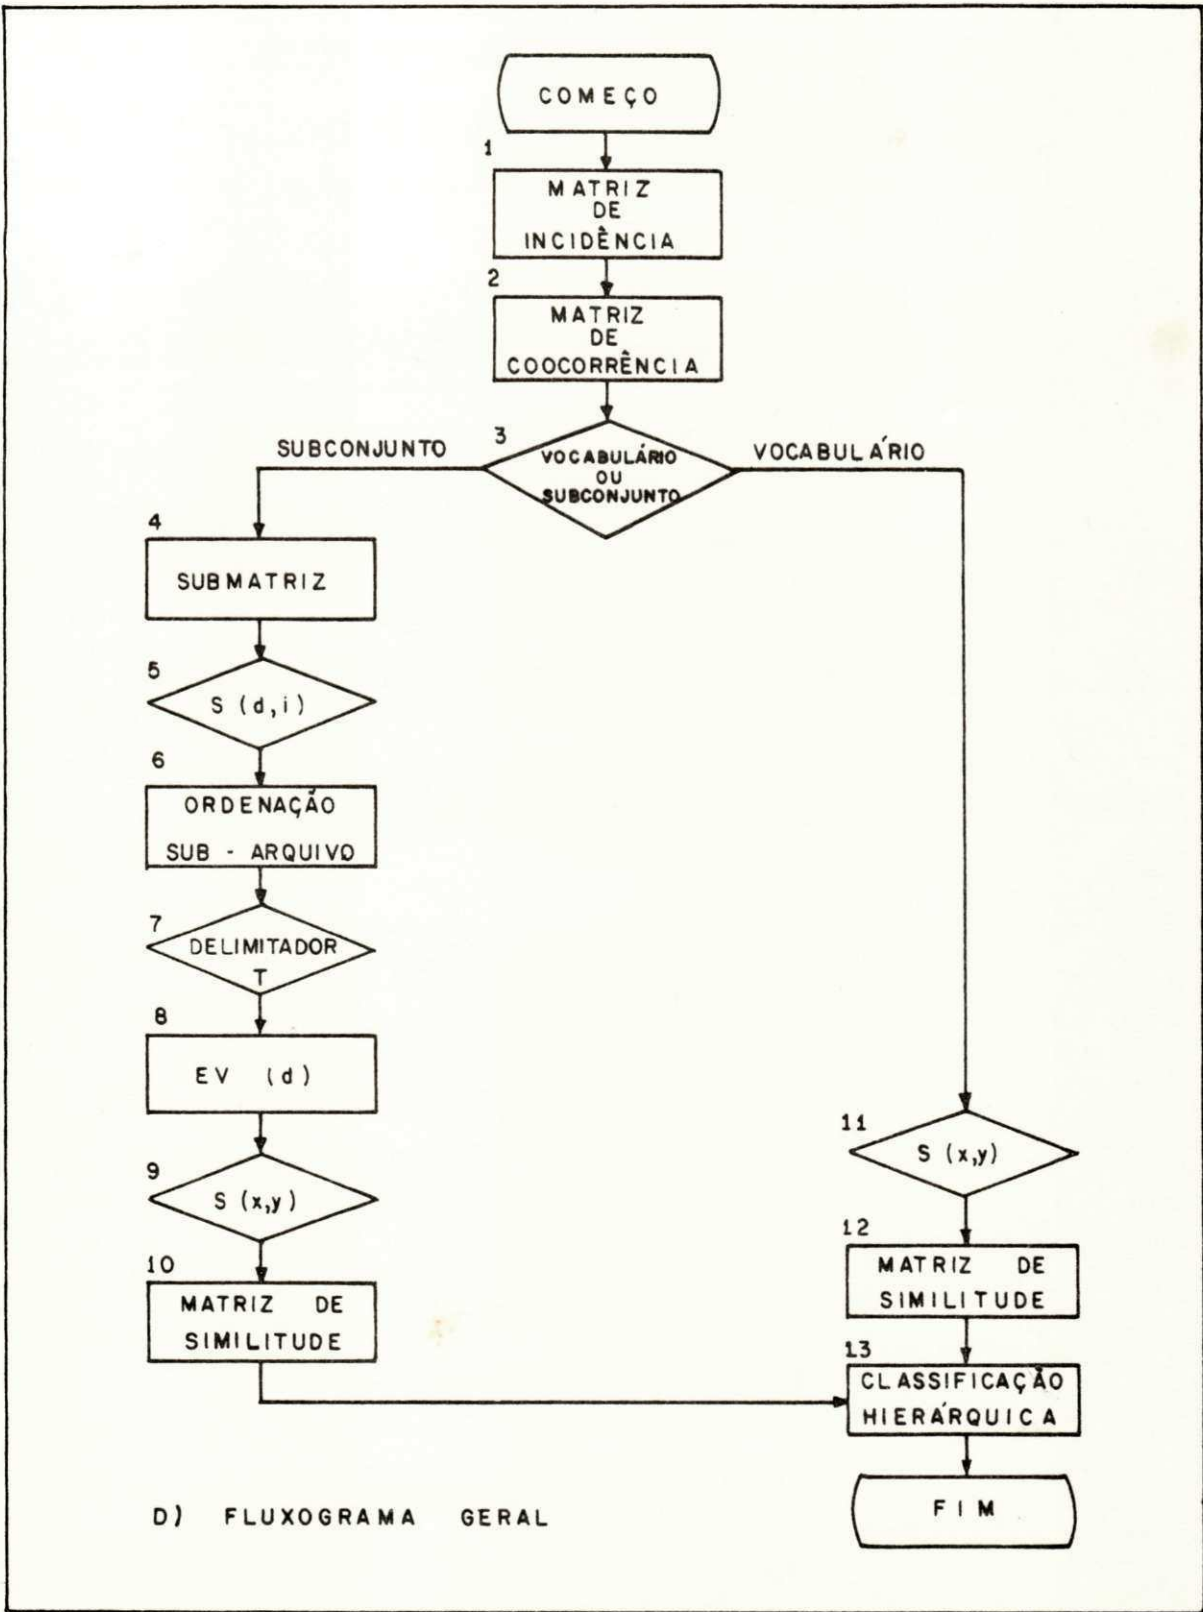 COMEÇO
1
MATRIZ
DE
INCIDÊNCIA
2
MATRIZ
DE
COOCORRÊNCIA
3
VOCABULÁRIO
OU
SUBCONJUNTO
SUBCONJUNTO
VOCABULÁRIO
4
SUBMATRIZ
5
S (d,i)
6
ORDENAÇÃO
SUB - ARQUIVO
7
DELIMITADOR
T
8
EV (d)
9
S (x,y)
10
MATRIZ DE
SIMILITUDE
11
S (x,y)
12
MATRIZ DE
SIMILITUDE
13
CLASSIFICAÇÃO
HIERÁRQUICA
FIM
D) FLUXOGRAMA GERAL